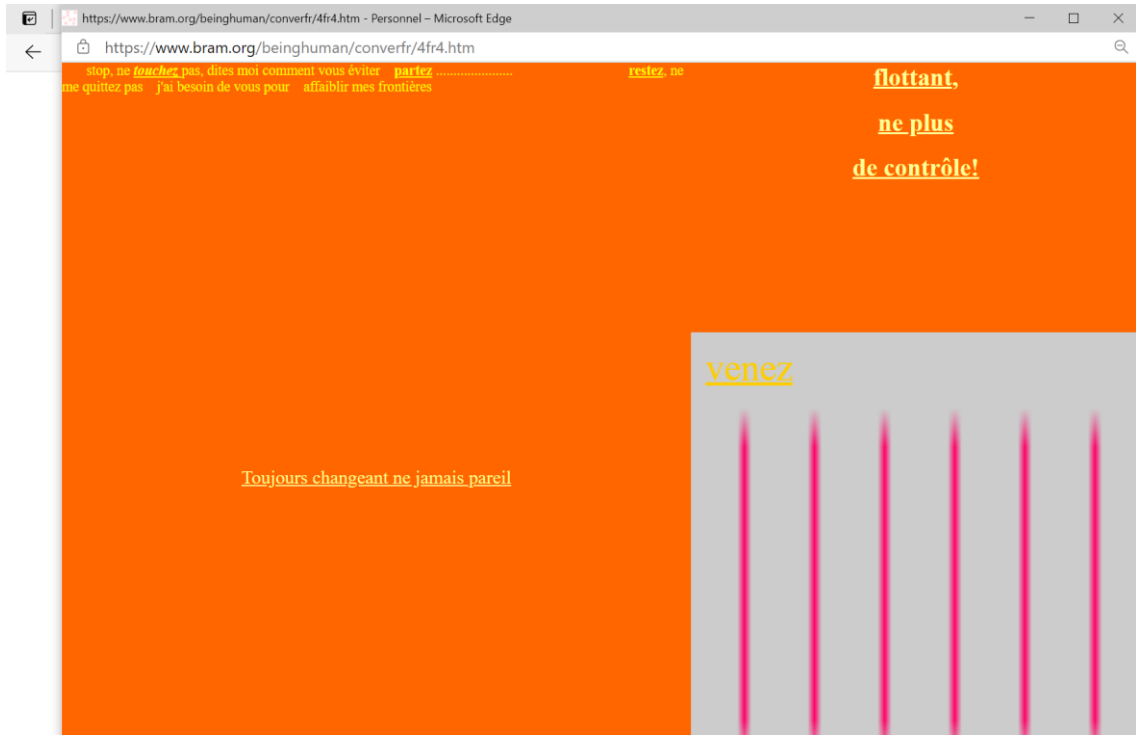 https://www.bram.org/beinghuman/converfr/4fr4.htm - Personnel – Microsoft Edge
https://www.bram.org/beinghuman/converfr/4fr4.htm
stop, ne touchez pas, dites moi comment vous éviter partez ...................... restez, ne
me quittez pas j'ai besoin de vous pour affaiblir mes frontières
flottant,
ne plus
de contrôle!
venez
Toujours changeant ne jamais pareil